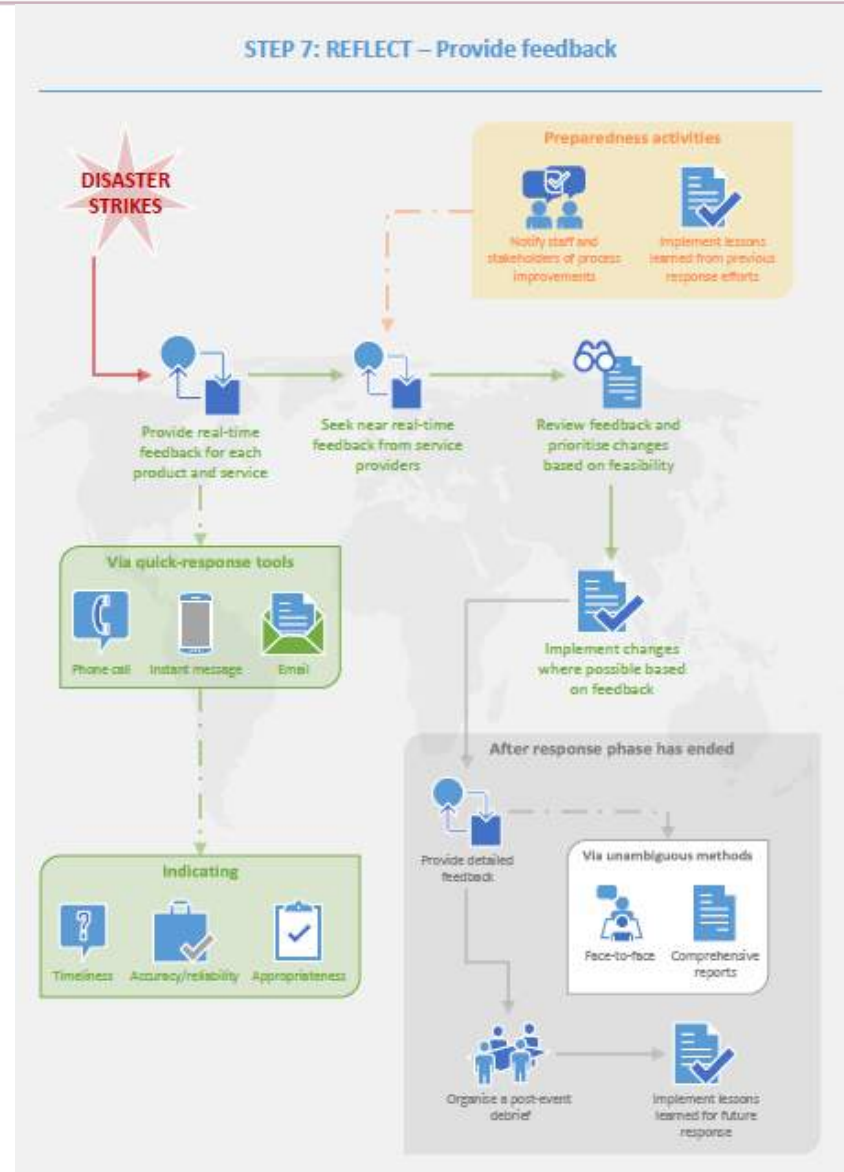 STEP 7: REFLECT – Provide feedback
DISASTER
STRIKES
Preparedness activities
Notify staff and
stakeholders of process
improvements
Implement lessons
learned from previous
response efforts
Provide real-time
feedback for each
product and service
Seek near real-time
feedback from service
providers
Review feedback and
prioritise changes
based on feasibility
Via quick-response tools
Phone call
Instant message
Email
Implement changes
where possible based
on feedback
After response phase has ended
Provide detailed
feedback
Via unambiguous methods
Face-to-face
Comprehensive
reports
Indicating
Timeliness
Accuracy/reliability
Appropriateness
Organise a post-event
debrief
Implement lessons
learned for future
response